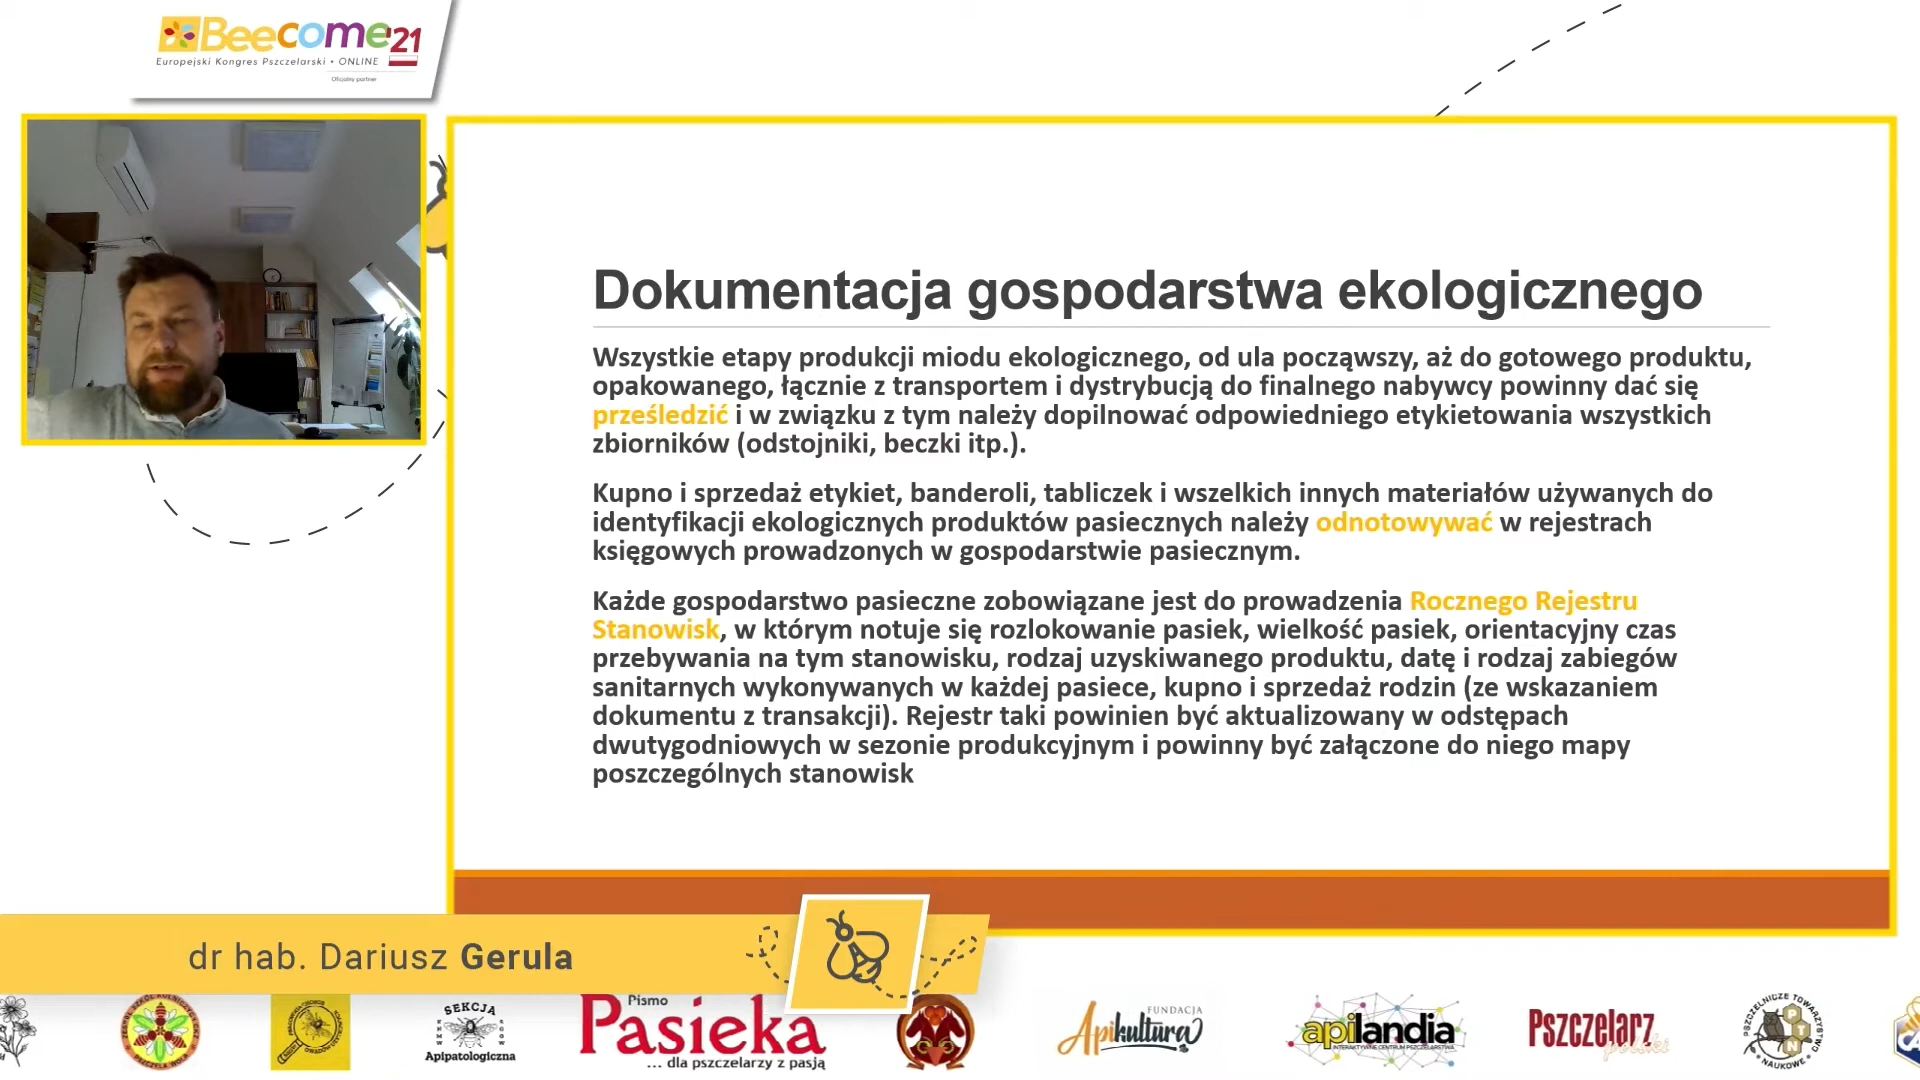 Beecome'21
Europejski Kongres Pszczelarski • ONLINE
Oficjalny partner
Dokumentacja gospodarstwa ekologicznego
Wszystkie etapy produkcji miodu ekologicznego, od ula począwszy, aż do gotowego produktu,
opakowanego, łącznie z transportem i dystrybucją do finalnego nabywcy powinny dać się
prześledzić i w związku z tym należy dopilnować odpowiedniego etykietowania wszystkich
zbiorników (odstojniki, beczki itp.).
Kupno i sprzedaż etykiet, banderoli, tabliczek i wszelkich innych materiałów używanych do
identyfikacji ekologicznych produktów pasiecznych należy odnotowywać w rejestrach
księgowych prowadzonych w gospodarstwie pasiecznym.
Każde gospodarstwo pasieczne zobowiązane jest do prowadzenia Rocznego Rejestru
Stanowisk, w którym notuje się rozlokowanie pasiek, wielkość pasiek, orientacyjny czas
przebywania na tym stanowisku, rodzaj uzyskiwanego produktu, datę i rodzaj zabiegów
sanitarnych wykonywanych w każdej pasiece, kupno i sprzedaż rodzin (ze wskazaniem
dokumentu z transakcji). Rejestr taki powinien być aktualizowany w odstępach
dwutygodniowych w sezonie produkcyjnym i powinny być załączone do niego mapy
poszczególnych stanowisk
dr hab. Dariusz Gerula
SEKCJA
Apipatologiczna
Pismo
Pasieka
... dla pszczelarzy z pasją
FUNDACJA
Apikultura
apilandia
INTERAKTYWNE CENTRUM PSZCZELARSTWA
Pszczelarz
polski
PSZCZELNICZE TOWARZYSTWO
NAUKOWE